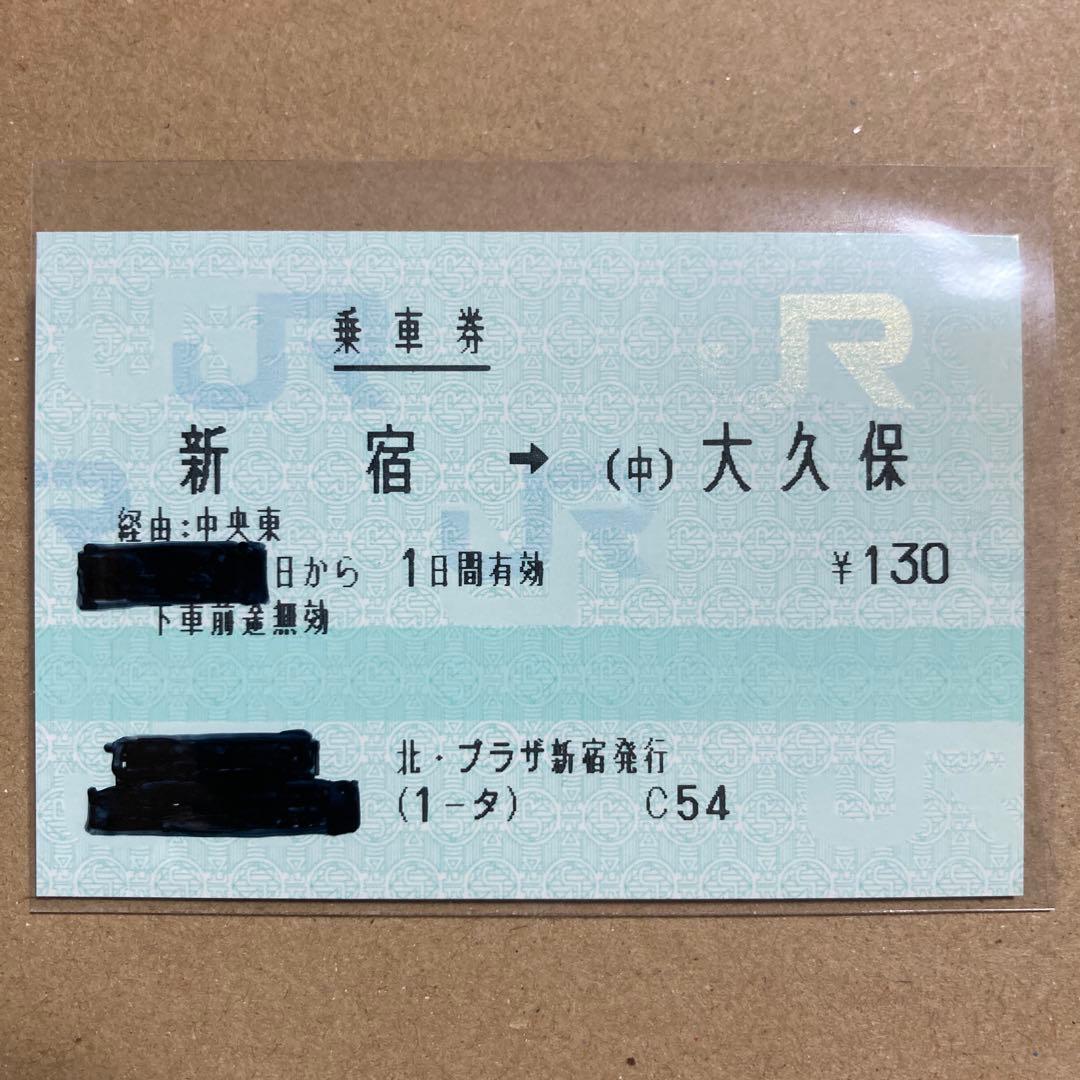 乗車券
新宿 → (中)大久保
経由:中央東
日から 1日間有効 ¥130
下車前途無効
北・プラザ新宿発行
(1-タ) C54
JR
JR
JR